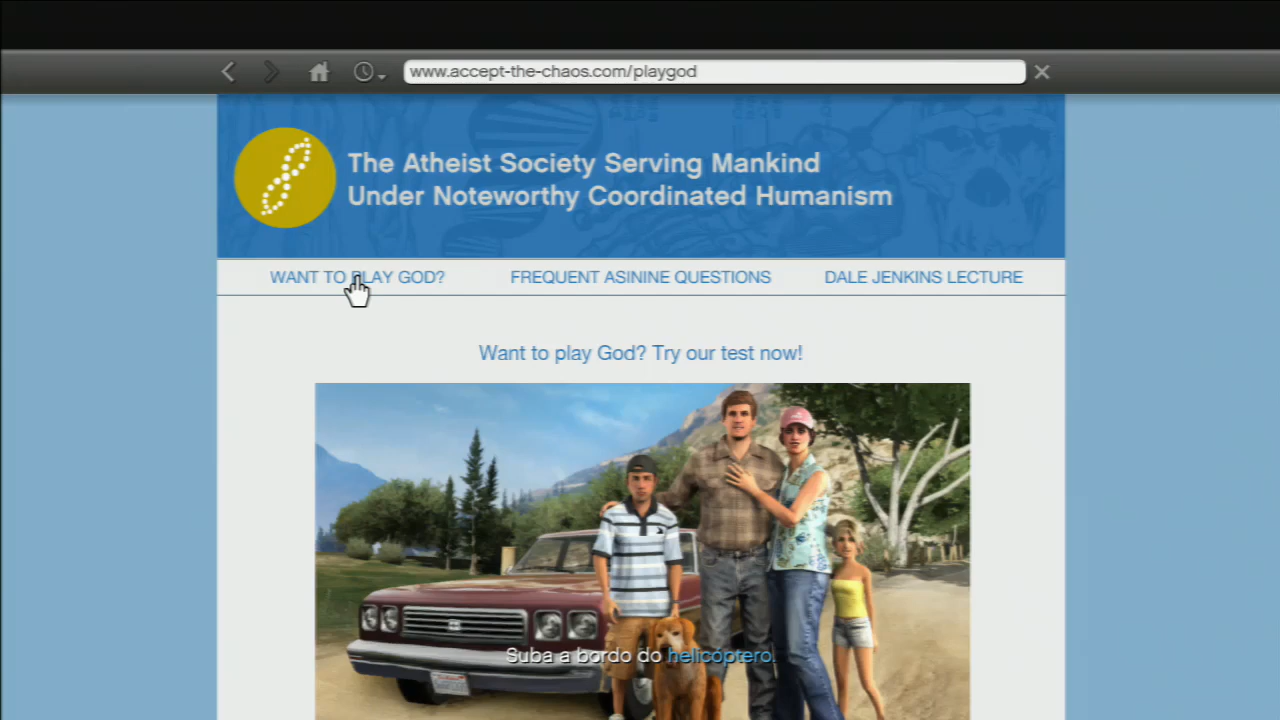 www.accept-the-chaos.com/playgod
The Atheist Society Serving Mankind
Under Noteworthy Coordinated Humanism
WANT TO PLAY GOD? FREQUENT ASININE QUESTIONS DALE JENKINS LECTURE
Want to play God? Try our test now!
Suba a bordo do helicóptero.